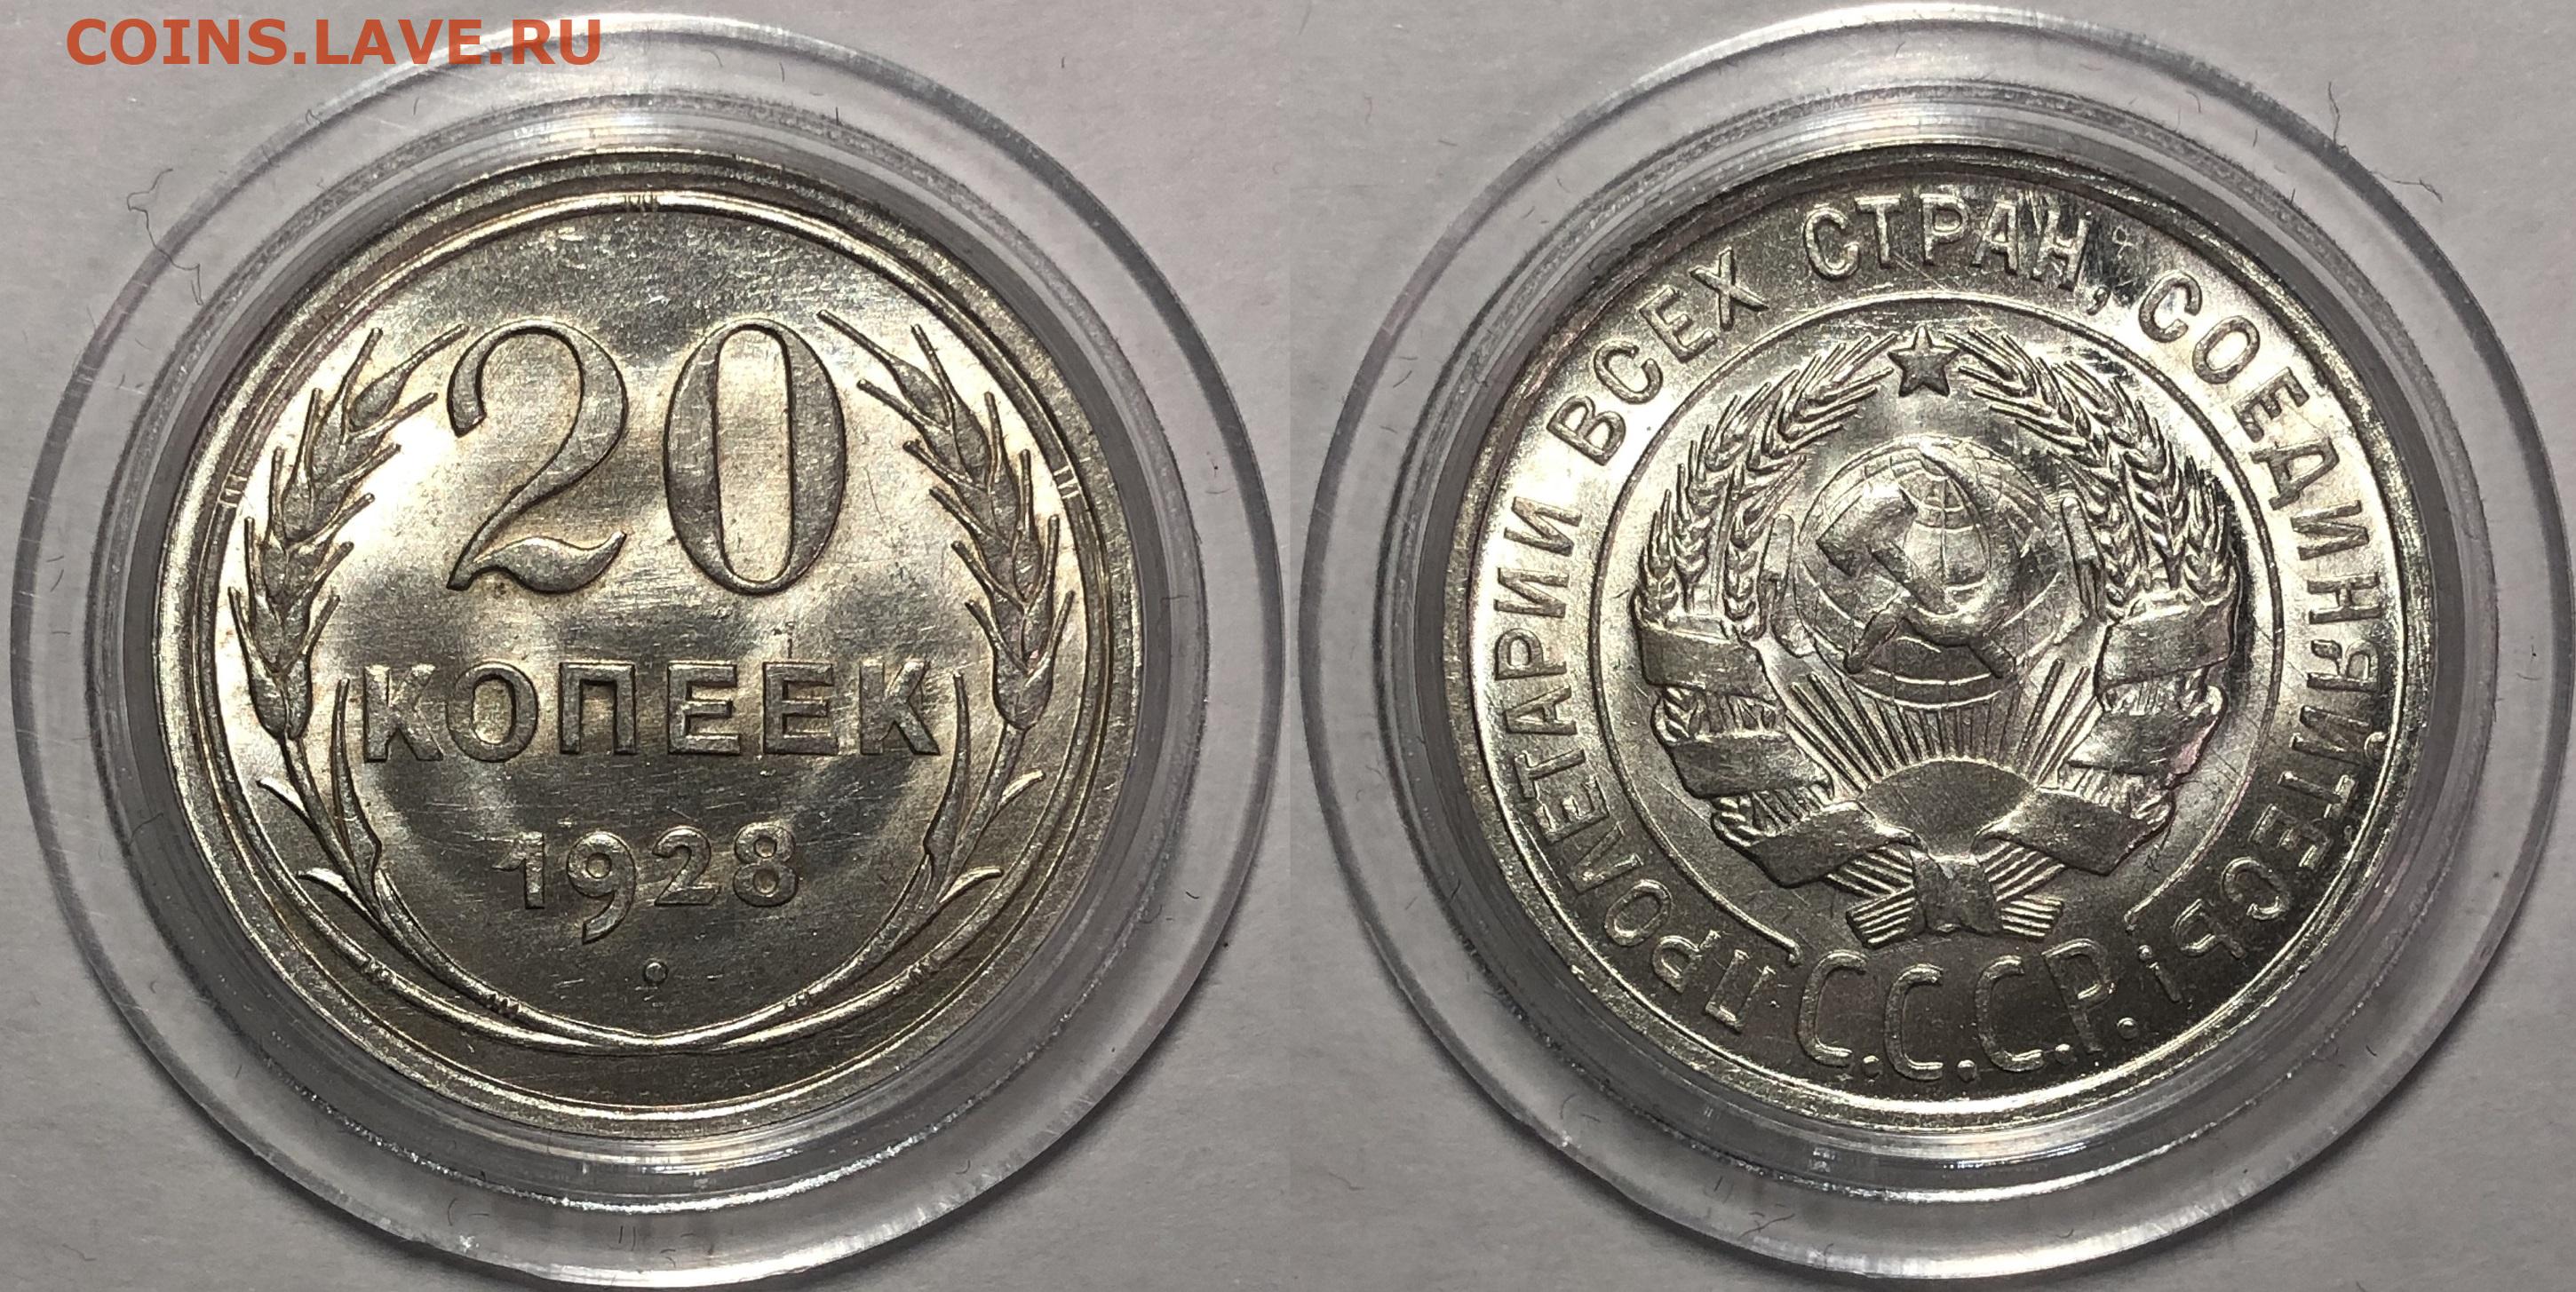 COINS.LAVE.RU
20
КОПЕЕК
1928
ПРОЛЕТАРИИ ВСЕХ СТРАН, СОЕДИНЯЙТЕСЬ!
С.С.С.Р.